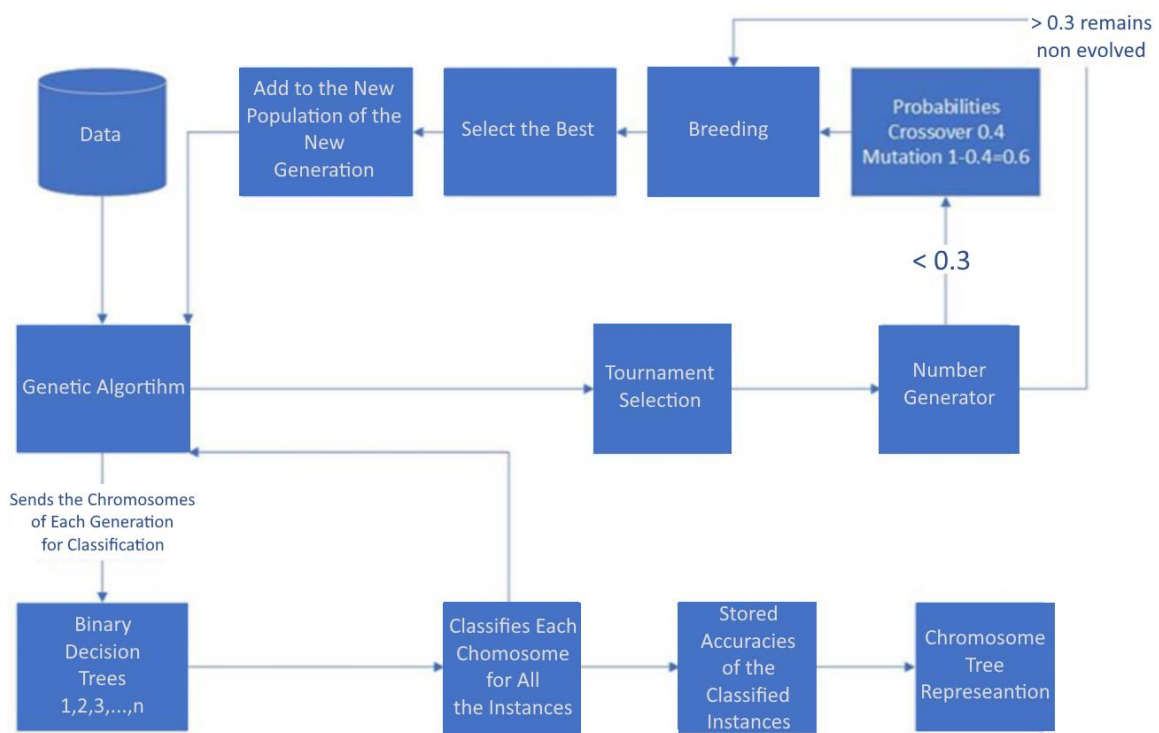 > 0.3 remains
non evolved
Data
Add to the New
Population of the
New
Generation
Select the Best
Breeding
Probabilities
Crossover 0.4
Mutation 1-0.4=0.6
< 0.3
Genetic Algortihm
Tournament
Selection
Number
Generator
Sends the Chromosomes
of Each Generation
for Classification
Binary
Decision
Trees
1,2,3,...,n
Classifies Each
Chomosome
for All
the Instances
Stored
Accuracies
of the
Classified
Instances
Chromosome
Tree
Represeantion